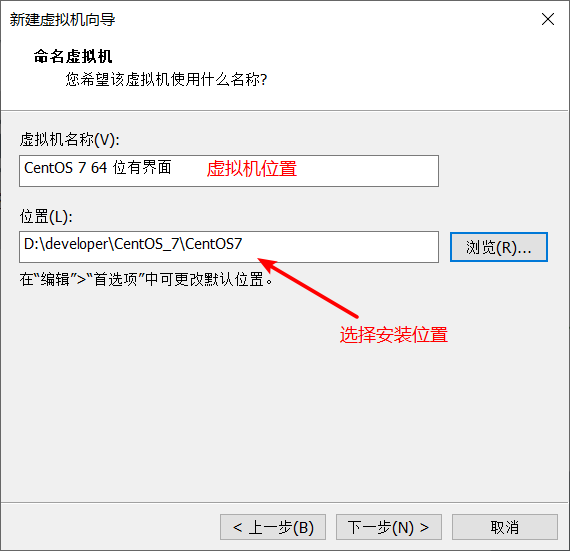 新建虚拟机向导
命名虚拟机
您希望该虚拟机使用什么名称?
虚拟机名称(V):
CentOS 7 64 位有界面
虚拟机位置
位置(L):
D:\developer\CentOS_7\CentOS7
浏览(R)...
在“编辑”>“首选项”中可更改默认位置。
选择安装位置
< 上一步(B)
下一步(N) >
取消